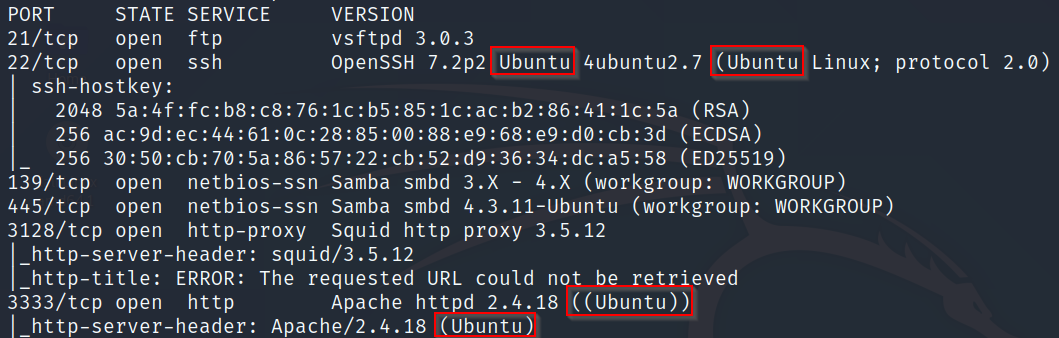 PORT STATE SERVICE VERSION
21/tcp open ftp vsftpd 3.0.3
22/tcp open ssh OpenSSH 7.2p2 Ubuntu 4ubuntu2.7 (Ubuntu Linux; protocol 2.0)
| ssh-hostkey:
| 2048 5a:4f:fc:b8:c8:76:1c:b5:85:1c:ac:b2:86:41:1c:5a (RSA)
| 256 ac:9d:ec:44:61:0c:28:85:00:88:e9:68:e9:d0:cb:3d (ECDSA)
|_ 256 30:50:cb:70:5a:86:57:22:cb:52:d9:36:34:dc:a5:58 (ED25519)
139/tcp open netbios-ssn Samba smbd 3.X - 4.X (workgroup: WORKGROUP)
445/tcp open netbios-ssn Samba smbd 4.3.11-Ubuntu (workgroup: WORKGROUP)
3128/tcp open http-proxy Squid http proxy 3.5.12
|_http-server-header: squid/3.5.12
|_http-title: ERROR: The requested URL could not be retrieved
3333/tcp open http Apache httpd 2.4.18 ((Ubuntu))
|_http-server-header: Apache/2.4.18 (Ubuntu)